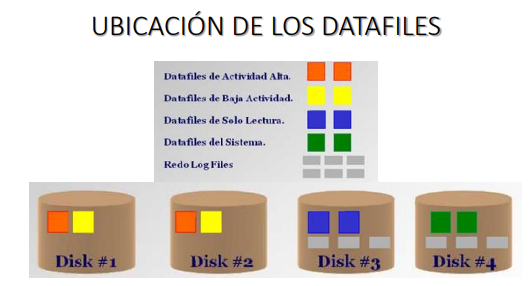 UBICACIÓN DE LOS DATAFILES
Datafiles de Actividad Alta.
Datafiles de Baja Actividad.
Datafiles de Solo Lectura.
Datafiles del Sistema.
Redo Log Files
Disk #1
Disk #2
Disk #3
Disk #4